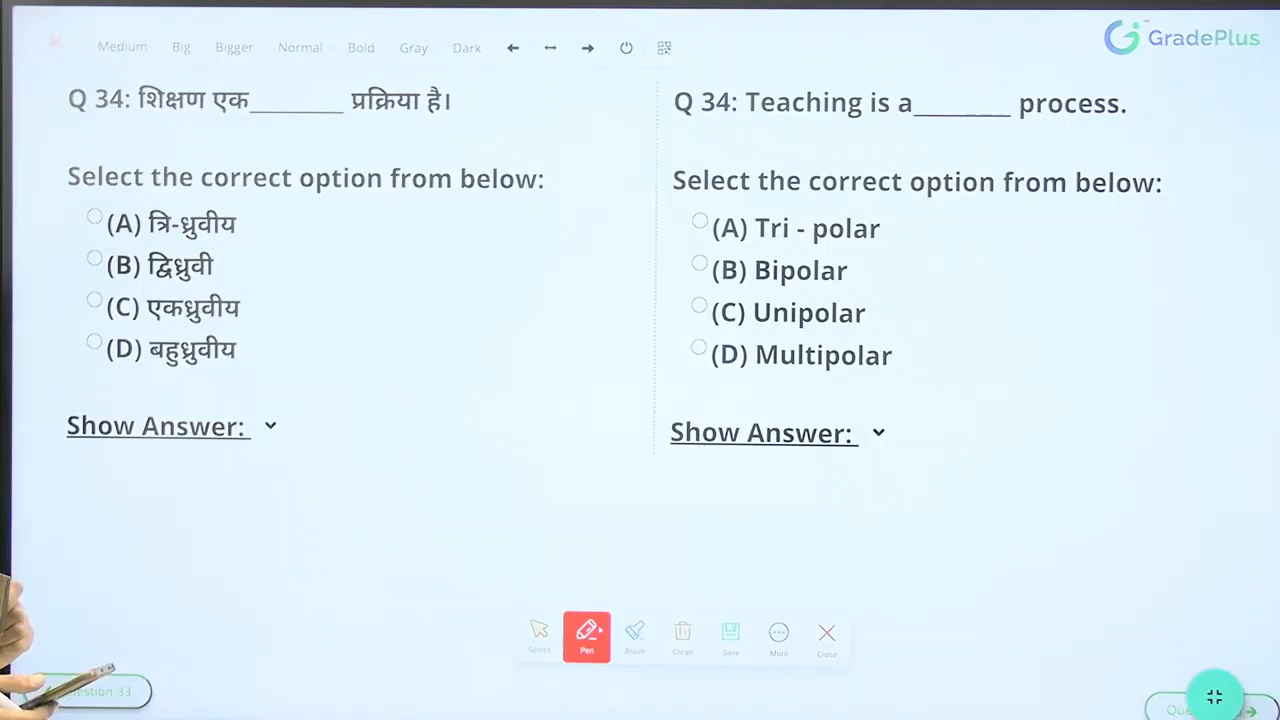 Medium Big Bigger Normal Bold Gray Dark
GradePlus
Q 34: शिक्षण एक________ प्रक्रिया है।
Select the correct option from below:
(A) त्रि-ध्रुवीय
(B) द्विध्रुवी
(C) एकध्रुवीय
(D) बहुध्रुवीय
Show Answer:
Q 34: Teaching is a________ process.
Select the correct option from below:
(A) Tri - polar
(B) Bipolar
(C) Unipolar
(D) Multipolar
Show Answer:
Select Pen Brush Clean Save More Close
estion 33